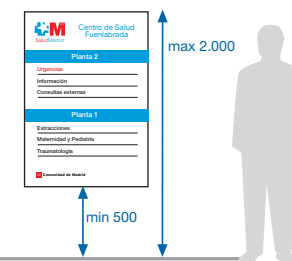 SaludMadrid
Centro de Salud
Fuenlabrada
Planta 2
Urgencias
Información
Consultas externas
Planta 1
Extracciones
Maternidad y Pediatría
Traumatología
Comunidad de Madrid
max 2.000
min 500